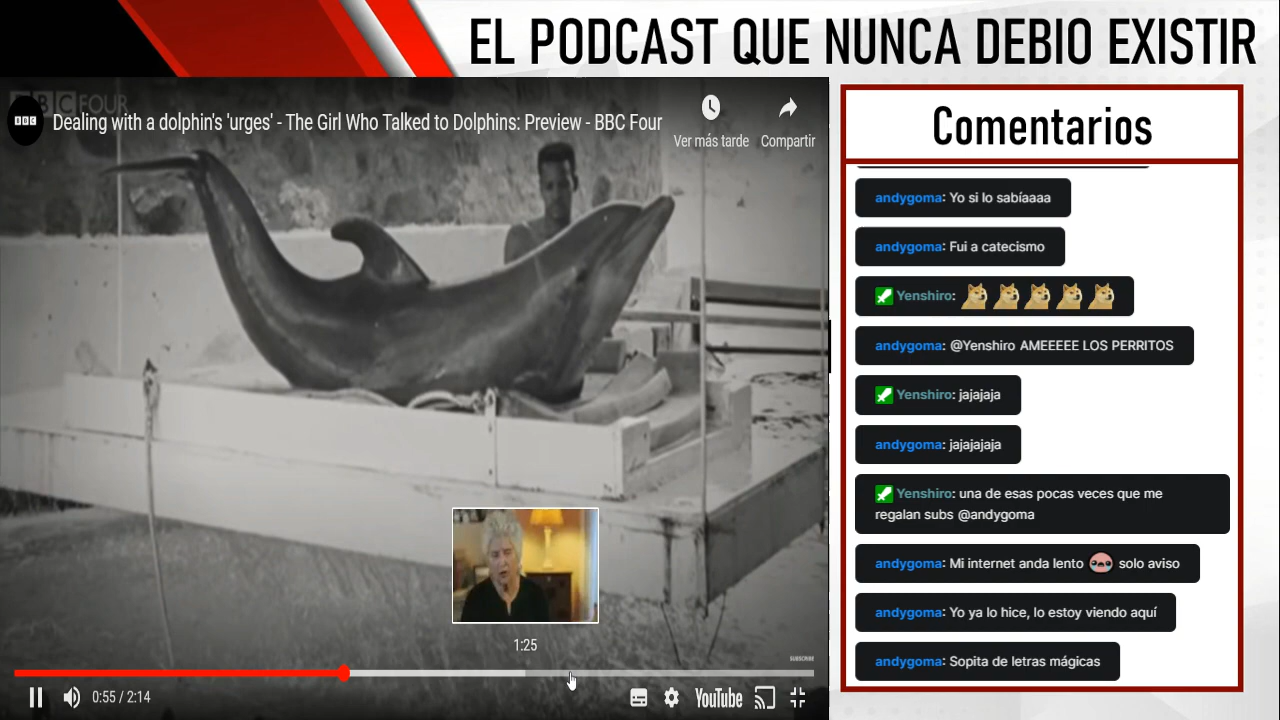 EL PODCAST QUE NUNCA DEBIO EXISTIR
BBC FOUR
BBC
Dealing with a dolphin's 'urges' - The Girl Who Talked to Dolphins: Preview - BBC Four
Ver más tarde
Compartir
1:25
SUBSCRIBE
0:55 / 2:14
YouTube
Comentarios
andygoma: Yo si lo sabíaaaa
andygoma: Fui a catecismo
Yenshiro:
andygoma: @Yenshiro AMEEEEE LOS PERRITOS
Yenshiro: jajajaja
andygoma: jajajajaja
Yenshiro: una de esas pocas veces que me
regalan subs @andygoma
andygoma: Mi internet anda lento solo aviso
andygoma: Yo ya lo hice, lo estoy viendo aquí
andygoma: Sopita de letras mágicas